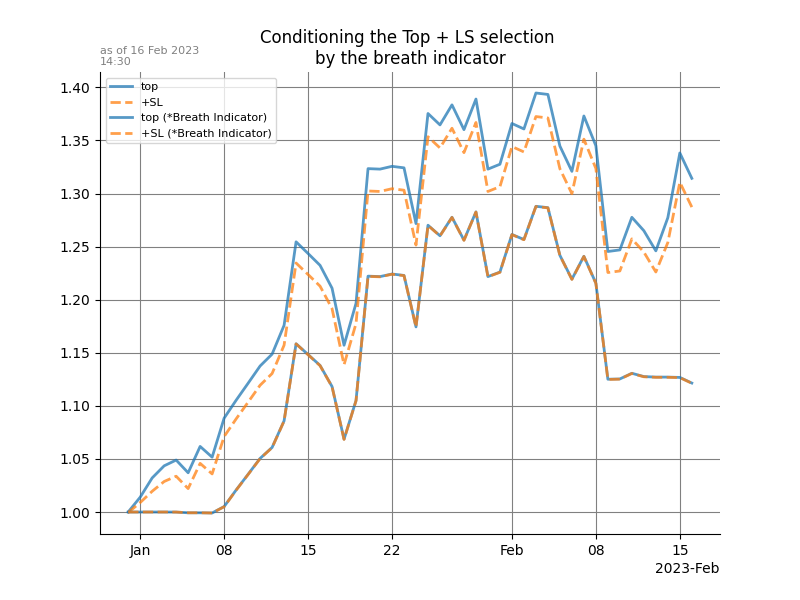 Conditioning the Top + LS selection
by the breath indicator
as of 16 Feb 2023
14:30
top
+SL
top (*Breath Indicator)
+SL (*Breath Indicator)
1.40
1.35
1.30
1.25
1.20
1.15
1.10
1.05
1.00
Jan 08 15 22 Feb 08 15
2023-Feb